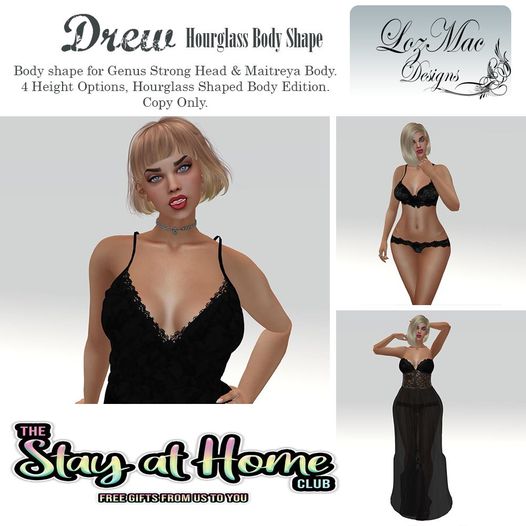 Drew Hourglass Body Shape
LozMac
Designs
Body shape for Genus Strong Head & Maitreya Body.
4 Height Options, Hourglass Shaped Body Edition.
Copy Only.
THE
Stay at Home
CLUB
FREE GIFTS FROM US TO YOU